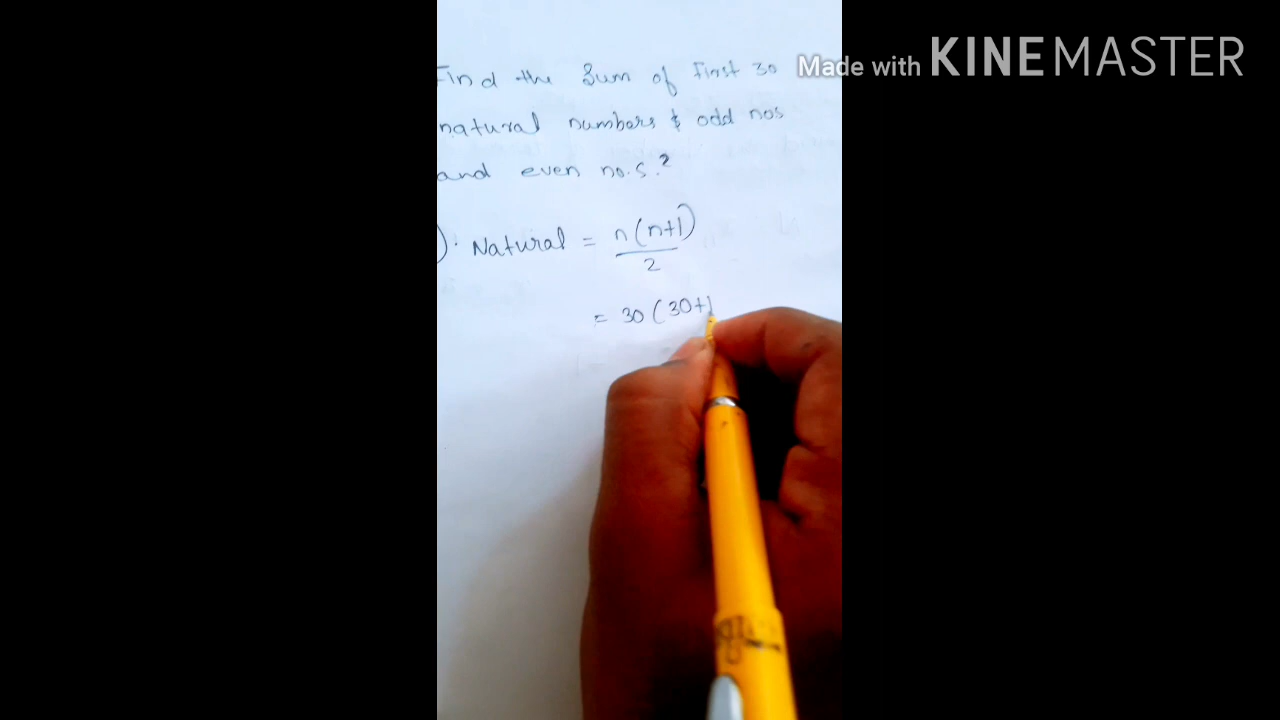 Made with KINEMASTER
Find the Sum of First 30
natural numbers & odd nos
and even no.s.?
). Natural = n(n+1)
2
= 30(30+1